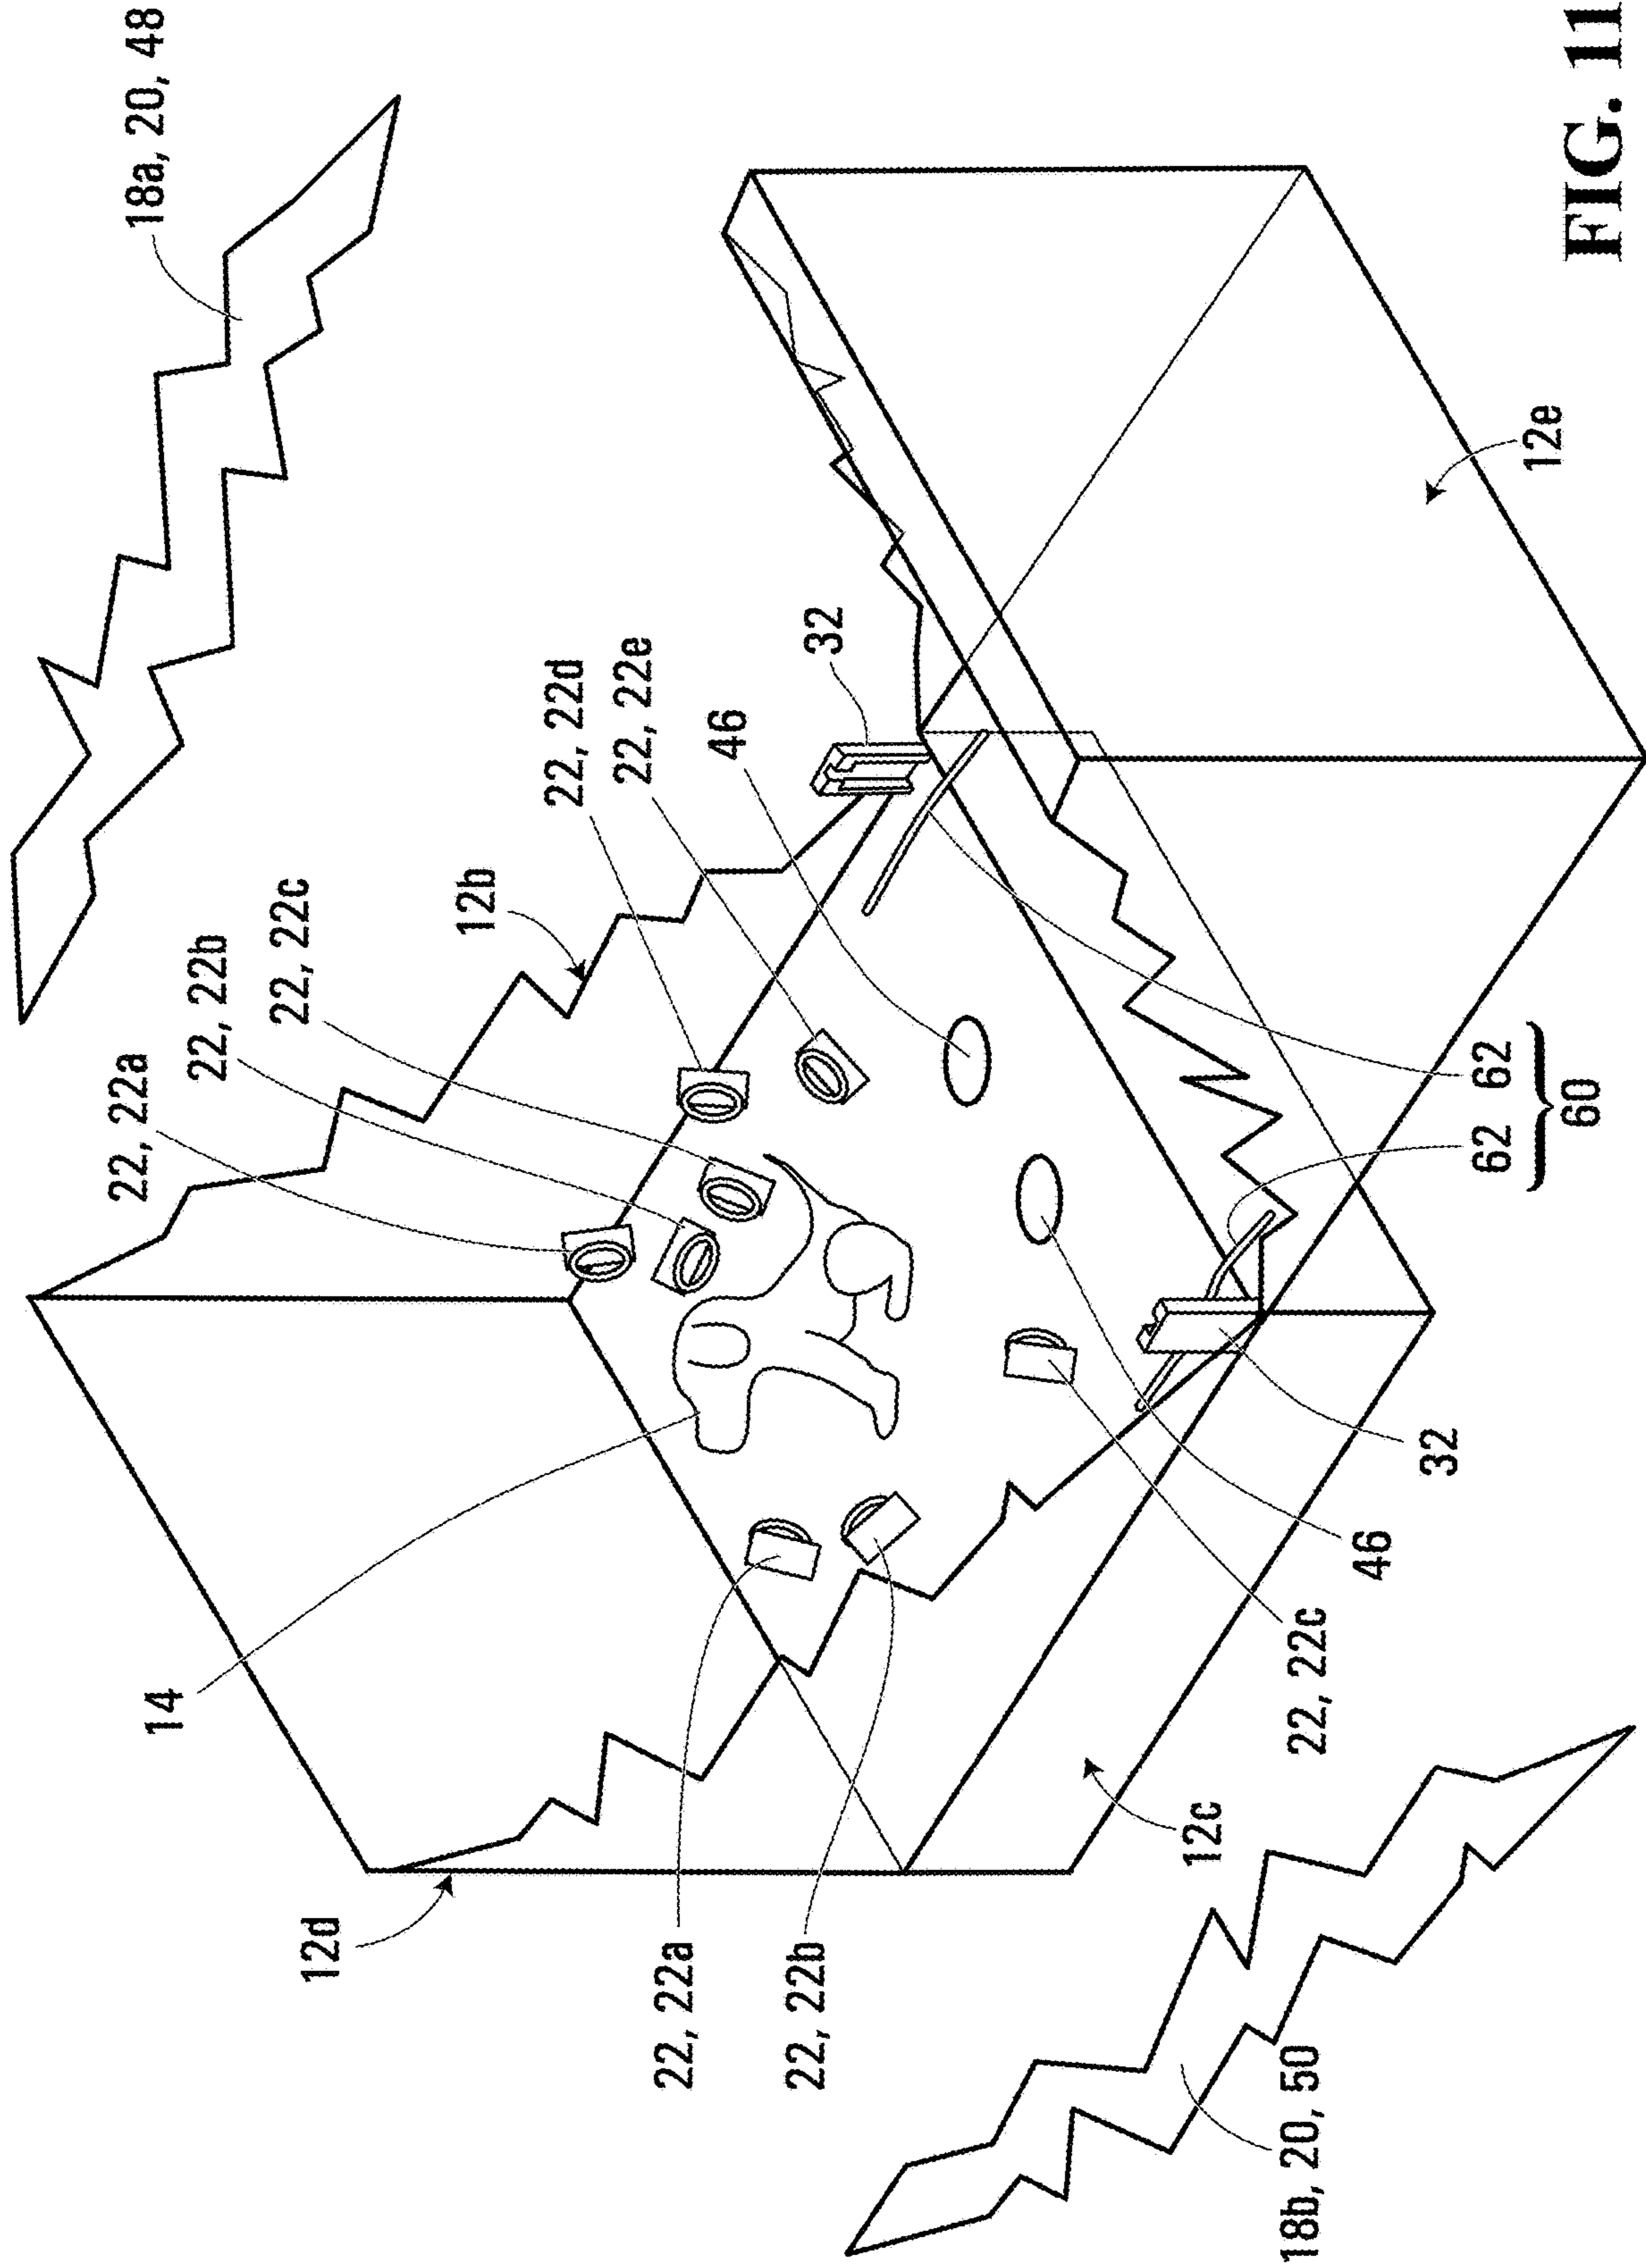 18a, 20, 48
22, 22a
22, 22b
22, 22c
12b
22, 22d
22, 22e
46
32
12e
14
12d
22, 22a
22, 22b
12c
22, 22c
46
32
62 62
60
18b, 20, 50
FIG. 11